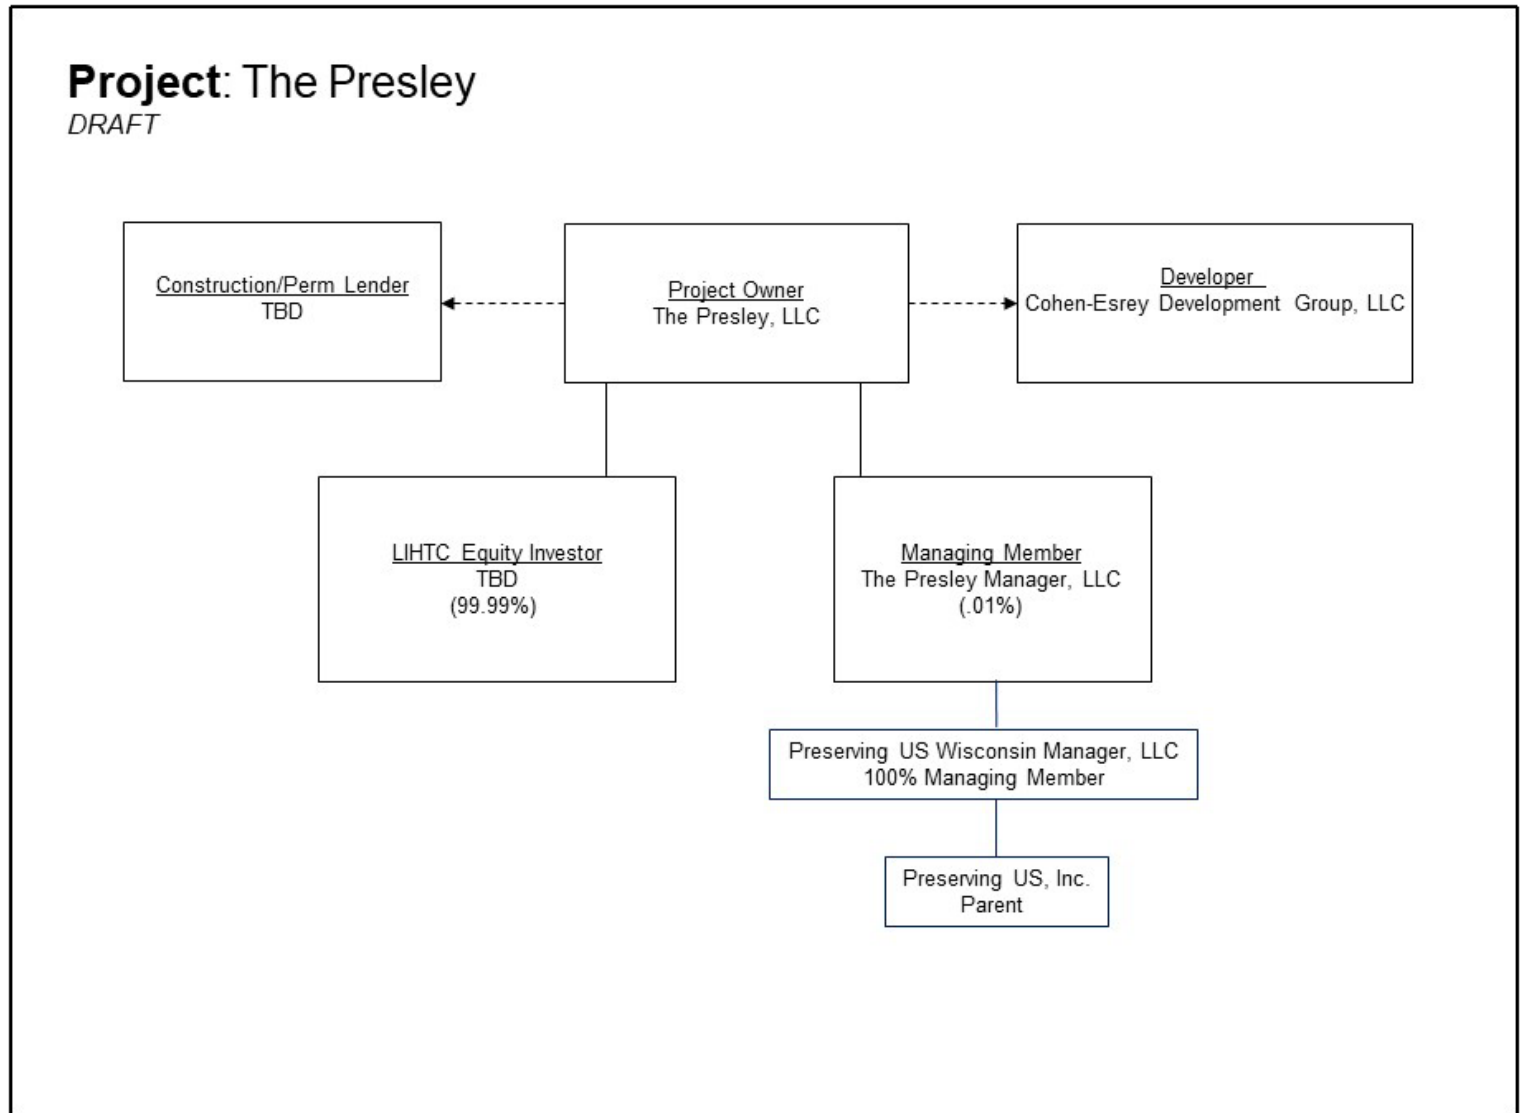 Project: The Presley
DRAFT
Construction/Perm Lender
TBD
Project Owner
The Presley, LLC
Developer
Cohen-Esrey Development Group, LLC
LIHTC Equity Investor
TBD
(99.99%)
Managing Member
The Presley Manager, LLC
(.01%)
Preserving US Wisconsin Manager, LLC
100% Managing Member
Preserving US, Inc.
Parent